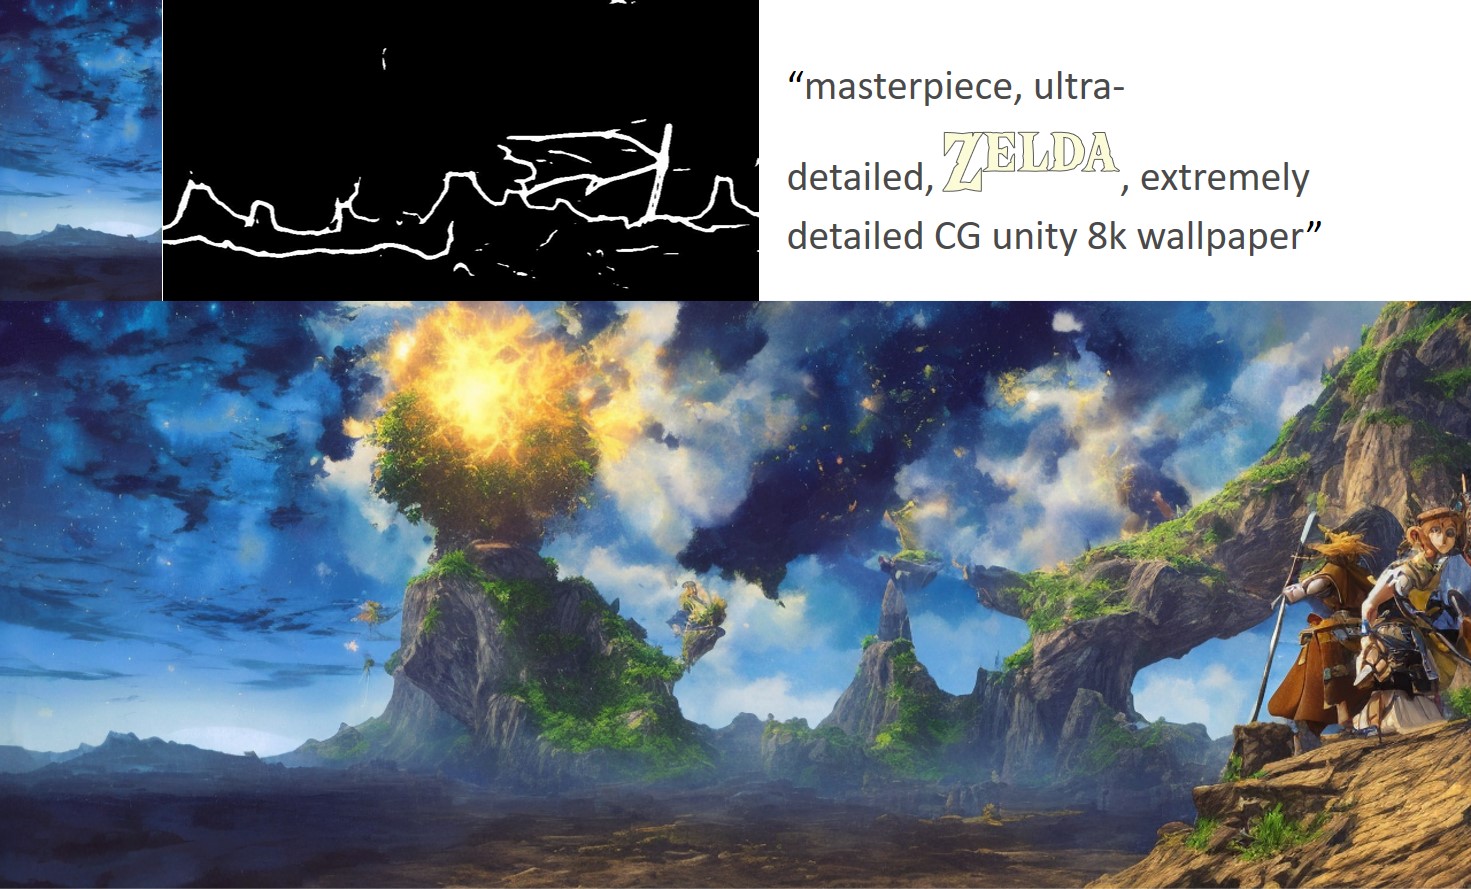 “masterpiece, ultra-
detailed, ZELDA, extremely
detailed CG unity 8k wallpaper”